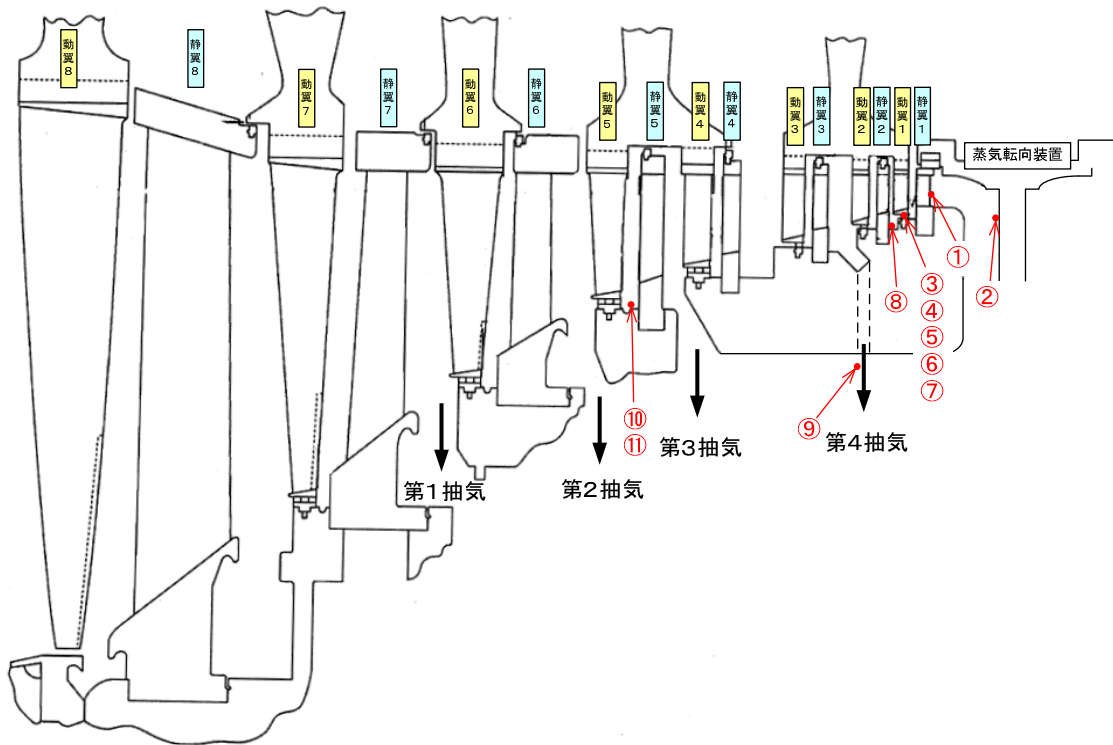 動翼8
静翼8
動翼7
静翼7
動翼6
静翼6
動翼5
静翼5
動翼4
静翼4
動翼3
静翼3
動翼2
静翼2
動翼1
静翼1
蒸気転向装置
①
②
③
④
⑤
⑥
⑦
⑧
⑨
⑩
⑪
第1抽気
第2抽気
第3抽気
第4抽気